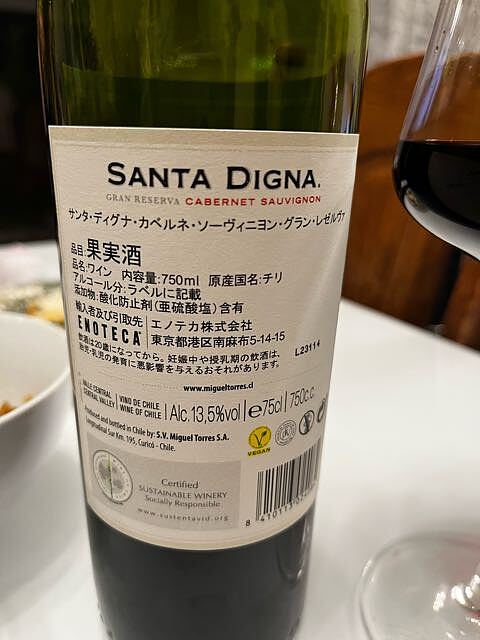 SANTA DIGNA.
GRAN RESERVA CABERNET SAUVIGNON
サンタ・ディグナ・カベルネ・ソーヴィニヨン・グラン・レゼルヴァ
品目:果実酒
品名:ワイン 内容量:750ml 原産国名:チリ
アルコール分:ラベルに記載
添加物:酸化防止剤(亜硫酸塩)含有
輸入者及び引取先 エノテカ株式会社
ENOTECA 東京都港区南麻布5-14-15
飲酒は20歳になってから。妊娠中や授乳期の飲酒は、
胎児・乳児の発育に悪影響を与えるおそれがあります。
L23114
www.migueltorres.cl
VALLE CENTRAL VINO DE CHILE
CENTRAL VALLEY WINE OF CHILE
Alc.13,5%vol e75cl 750c.c.
Produced and bottled in Chile by: S.V. Miguel Torres S.A.
Longitudinal Sur Km. 195, Curicó - Chile.
VEGAN
Certified
SUSTAINABLE WINERY
Socially Responsible
www.sustentavid.org